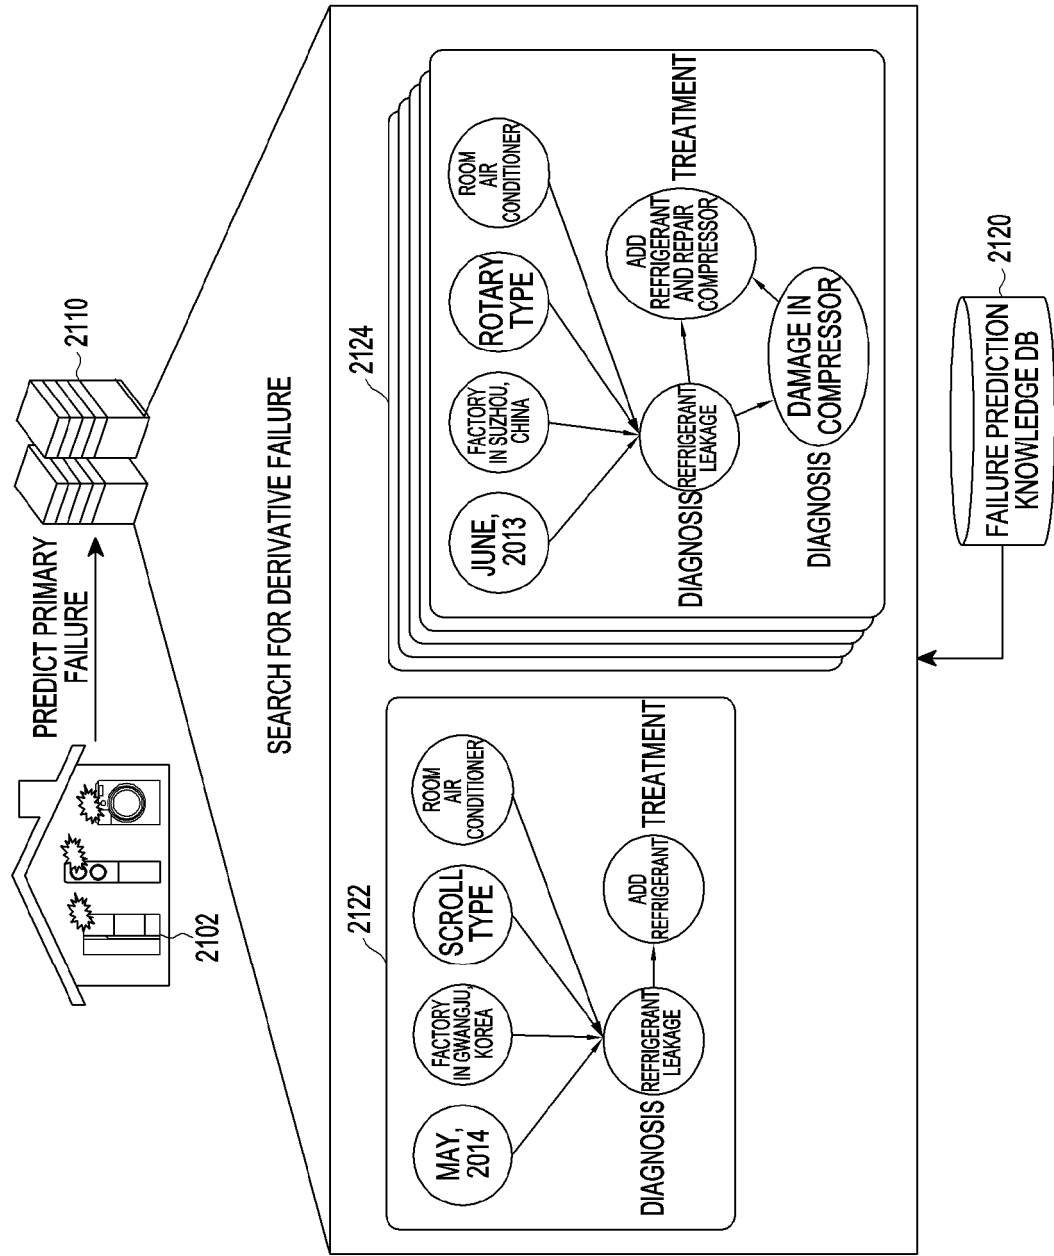 PREDICT PRIMARY
FAILURE
2110
2102
SEARCH FOR DERIVATIVE FAILURE
2122
MAY,
2014
FACTORY
IN GWANGJU,
KOREA
SCROLL
TYPE
ROOM
AIR
CONDITIONER
DIAGNOSIS
REFRIGERANT
LEAKAGE
ADD
REFRIGERANT
TREATMENT
2124
JUNE,
2013
FACTORY
IN SUZHOU,
CHINA
ROTARY
TYPE
ROOM
AIR
CONDITIONER
DIAGNOSIS
REFRIGERANT
LEAKAGE
ADD
REFRIGERANT
AND REPAIR
COMPRESSOR
TREATMENT
DIAGNOSIS
DAMAGE IN
COMPRESSOR
FAILURE PREDICTION
KNOWLEDGE DB
2120